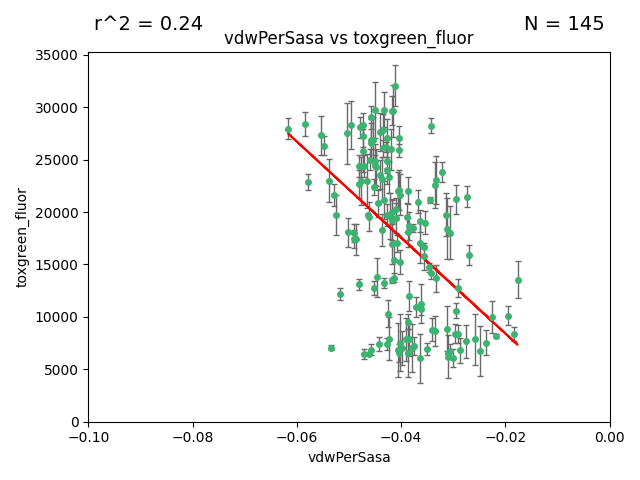 r^2 = 0.24
N = 145
vdwPerSasa vs toxgreen_fluor
35000
30000
25000
20000
15000
10000
5000
0
toxgreen_fluor
−0.10
−0.08
−0.06
−0.04
−0.02
0.00
vdwPerSasa